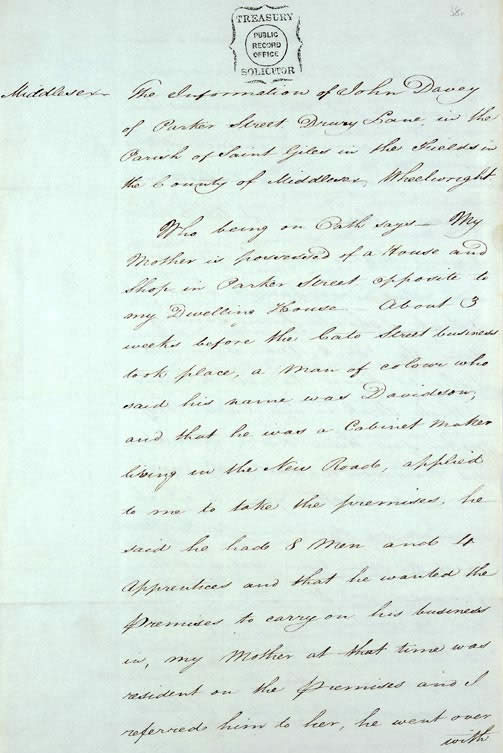 TREASURY
PUBLIC
RECORD
OFFICE
SOLICITOR
Middlesex
The Information of John Davey
of Parker Street Drury Lane in the
Parish of Saint Giles in the Fields in
the County of Middlesex, Wheelwright
Who being on Oath says — My
Mother is possessed of a House and
Shop in Parker Street opposite to
my Dwelling House — About 3
weeks before the Cato Street business
took place, a Man of colour who
said his name was Davidson,
and that he was a Cabinet Maker
living in the New Road, applied
to me to take the premises, he
said he had 8 Men and 4
Apprentices and that he wanted the
Premises to carry on his business
in, my Mother at that time was
resident on the Premises and I
referred him to her, he went over
with